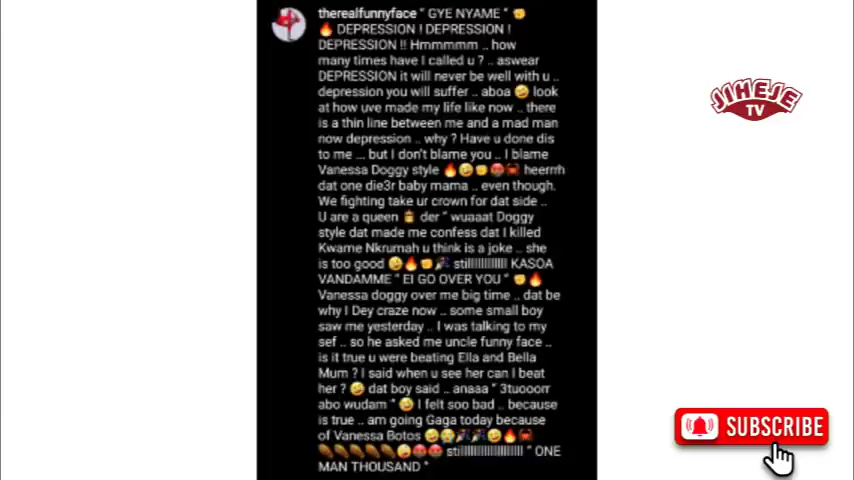 therealfunnyface " GYE NYAME " ✊
🔥 DEPRESSION ! DEPRESSION !
DEPRESSION !! Hmmmmm .. how
many times have I called u ? .. aswear
DEPRESSION it will never be well with u ..
depression you will suffer .. aboa 🤣 look
at how uve made my life like now .. there
is a thin line between me and a mad man
now depression .. why ? Have u done dis
to me ... but I don't blame you .. I blame
Vanessa Doggy style heerrrh
dat one die3r baby mama .. even though.
We fighting take ur crown for dat side ..
U are a queen der " wuaaat Doggy
style dat made me confess dat I killed
Kwame Nkrumah u think is a joke .. she
is too good 🤣🔥✊🎉 KASOA
VANDAMME " EI GO OVER YOU " ✊🔥
Vanessa doggy over me big time .. dat be
why I Dey craze now .. some small boy
saw me yesterday .. I was talking to my
sef .. so he asked me uncle funny face ..
is it true u were beating Ella and Bella
Mum ? I said when u see her can I beat
her ? 🤣 dat boy said .. anaaa " 3tuooorr
abo wudam " 🤣 I felt soo bad .. because
is true .. am going Gaga today because
of Vanessa Botos
" ONE
MAN THOUSAND "
JIHEJE
TV
SUBSCRIBE